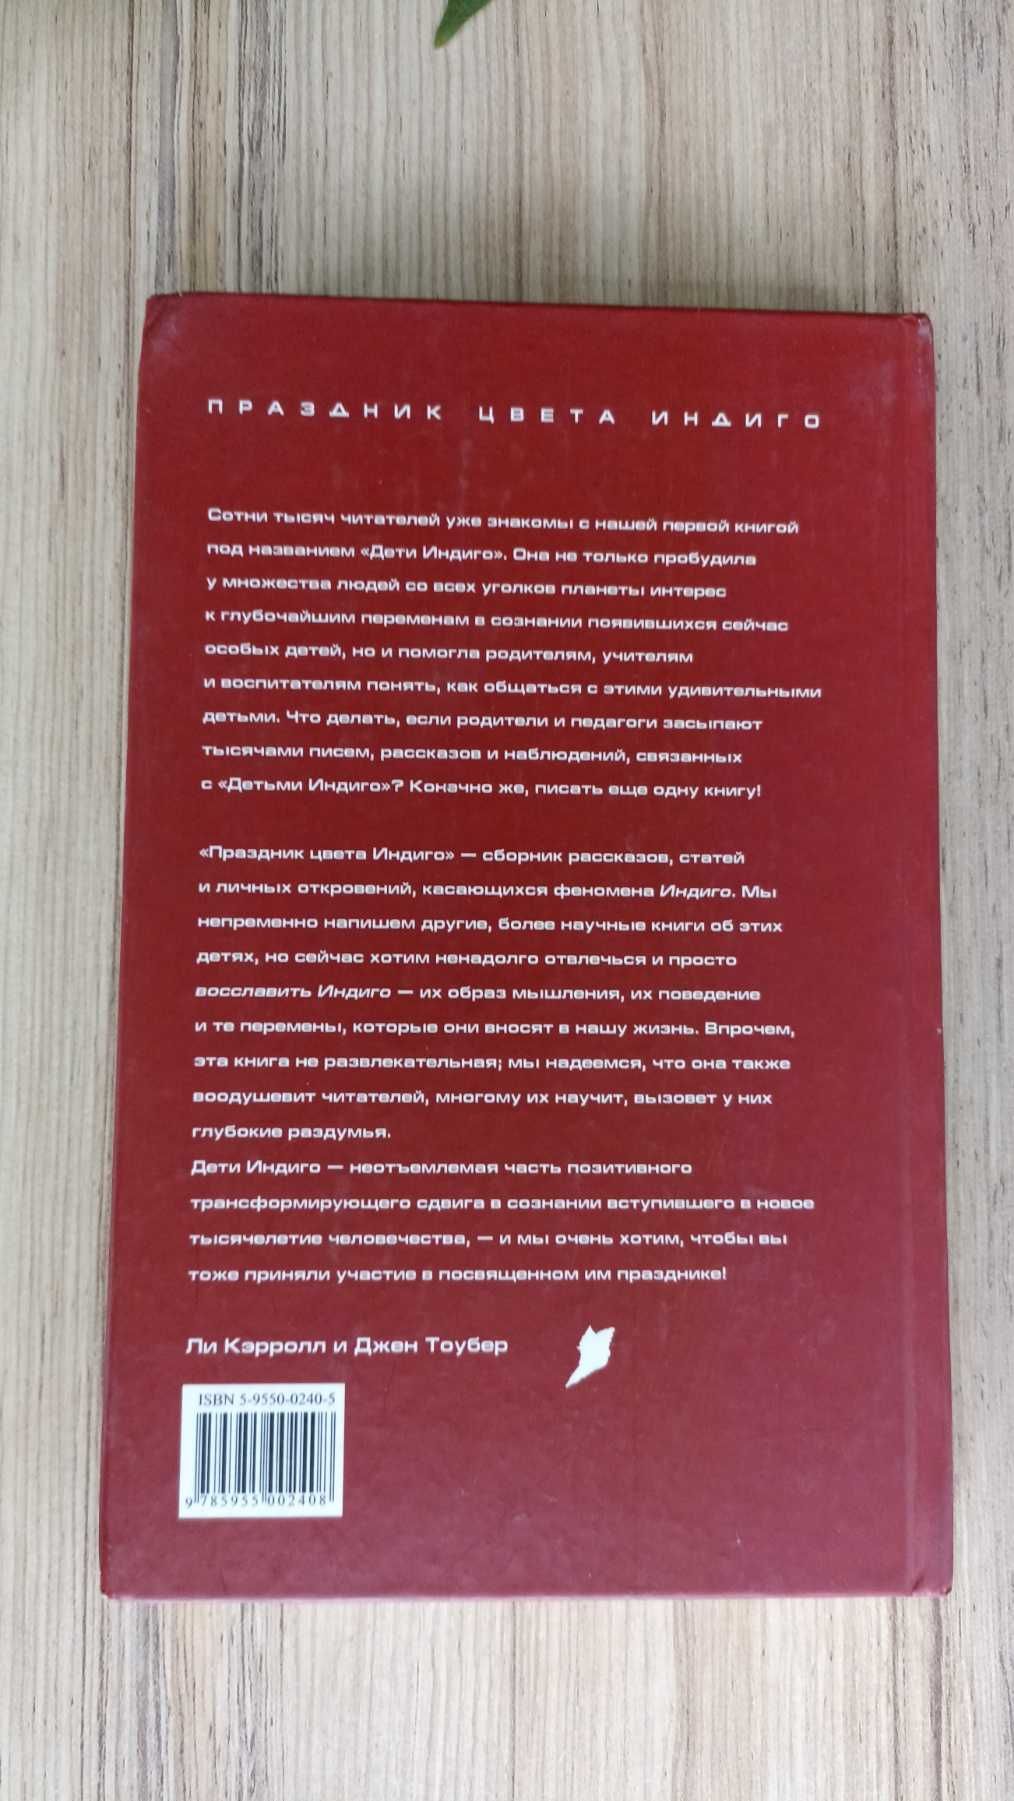 ПРАЗДНИК ЦВЕТА ИНДИГО
Сотни тысяч читателей уже знакомы с нашей первой книгой
под названием «Дети Индиго». Она не только пробудила
у множества людей со всех уголков планеты интерес
к глубочайшим переменам в сознании появившихся сейчас
особых детей, но и помогла родителям, учителям
и воспитателям понять, как общаться с этими удивительными
детьми. Что делать, если родители и педагоги засыпают
тысячами писем, рассказов и наблюдений, связанных
с «Детьми Индиго»? Коначно же, писать еще одну книгу!
«Праздник цвета Индиго» — сборник рассказов, статей
и личных откровений, касающихся феномена Индиго. Мы
непременно напишем другие, более научные книги об этих
детях, но сейчас хотим ненадолго отвлечься и просто
восславить Индиго — их образ мышления, их поведение
и те перемены, которые они вносят в нашу жизнь. Впрочем,
эта книга не развлекательная; мы надеемся, что она также
воодушевит читателей, многому их научит, вызовет у них
глубокие раздумья.
Дети Индиго — неотъемлемая часть позитивного
трансформирующего сдвига в сознании вступившего в новое
тысячелетие человечества, — и мы очень хотим, чтобы вы
тоже приняли участие в посвященном им празднике!
Ли Кэрролл и Джен Тоубер
ISBN 5-9550-0240-5
9 785955 002408